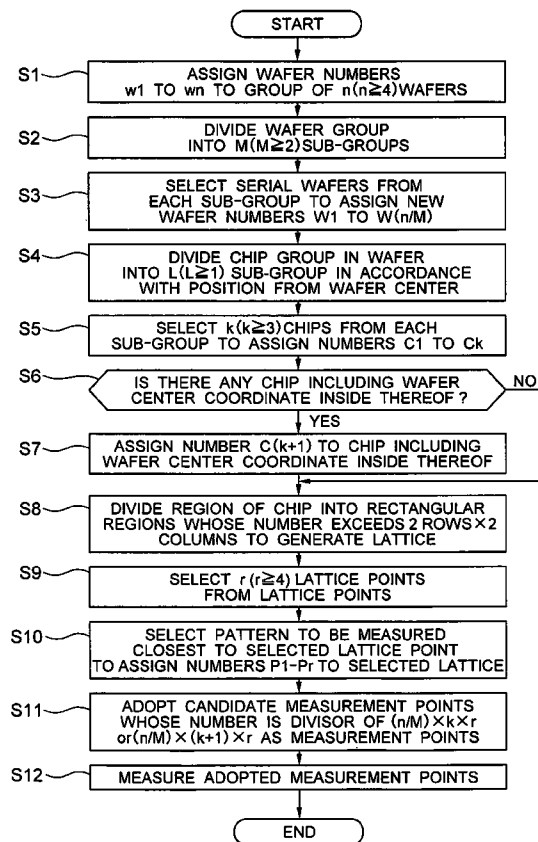 START
S1
ASSIGN WAFER NUMBERS
w1 to wn TO GROUP OF n(n≧4)WAFERS
S2
DIVIDE WAFER GROUP
INTO M(M≧2)SUB-GROUPS
S3
SELECT SERIAL WAFERS FROM
EACH SUB-GROUP TO ASSIGN NEW
WAFER NUMBERS W1 TO W(n/M)
S4
DIVIDE CHIP GROUP IN WAFER
INTO L(L≧1) SUB-GROUP IN ACCORDANCE
WITH POSITION FROM WAFER CENTER
S5
SELECT k(k≧3)CHIPS FROM EACH
SUB-GROUP TO ASSIGN NUMBERS C1 TO Ck
S6
IS THERE ANY CHIP INCLUDING WAFER
CENTER COORDINATE INSIDE THEREOF?
NO
YES
S7
ASSIGN NUMBER C(k+1) TO CHIP INCLUDING
WAFER CENTER COORDINATE INSIDE THEREOF
S8
DIVIDE REGION OF CHIP INTO RECTANGULAR
REGIONS WHOSE NUMBER EXCEEDS 2 ROWS×2
COLUMNS TO GENERATE LATTICE
S9
SELECT r(r≧4) LATTICE POINTS
FROM LATTICE POINTS
S10
SELECT PATTERN TO BE MEASURED
CLOSEST TO SELECTED LATTICE POINT
TO ASSIGN NUMBERS P1-Pr TO SELECTED LATTICE
S11
ADOPT CANDIDATE MEASUREMENT POINTS
WHOSE NUMBER IS DIVISOR OF (n/M)×k×r
or(n/M)×(k+1)×r AS MEASUREMENT POINTS
S12
MEASURE ADOPTED MEASUREMENT POINTS
END